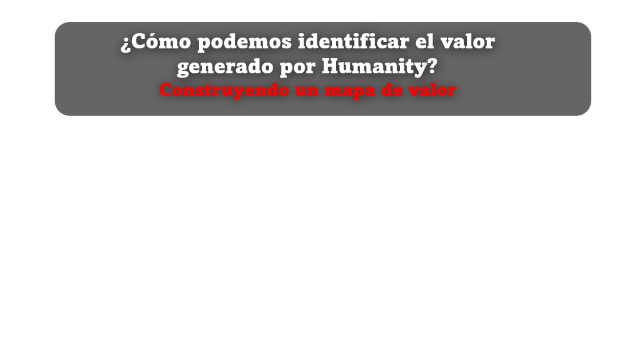 ¿Cómo podemos identificar el valor
generado por Humanity?
Construyendo un mapa de valor